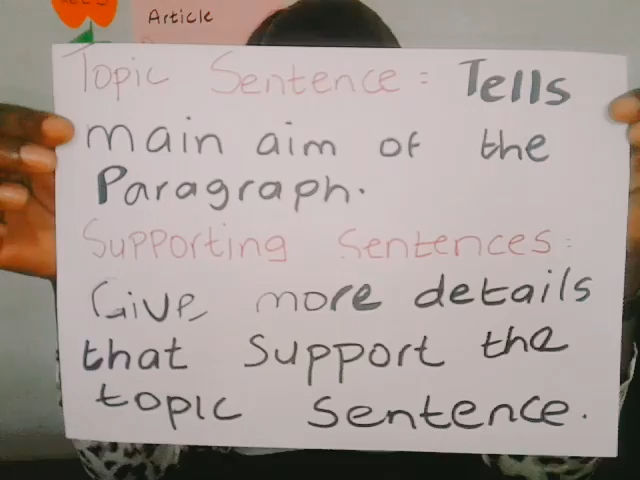 Article
Topic Sentence: Tells
main aim of the
Paragraph.
Supporting Sentences:
Give more details
that support the
topic sentence.